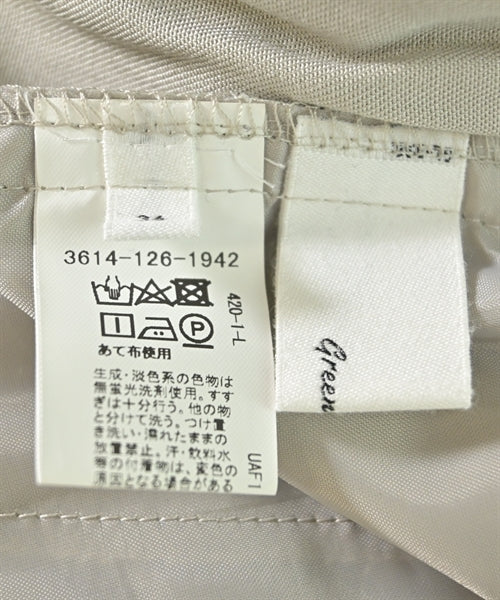 36
3614-126-1942
420-1-L
あて布使用
生成・淡色系の色物は
無蛍光洗剤使用。すす
ぎは十分行う。他の物
と分けて洗う。つけ置
き洗い・濡れたままの
放置禁止。汗・飲料水
等の付着物は、変色の
原因となる場合がある
UAF1
Green